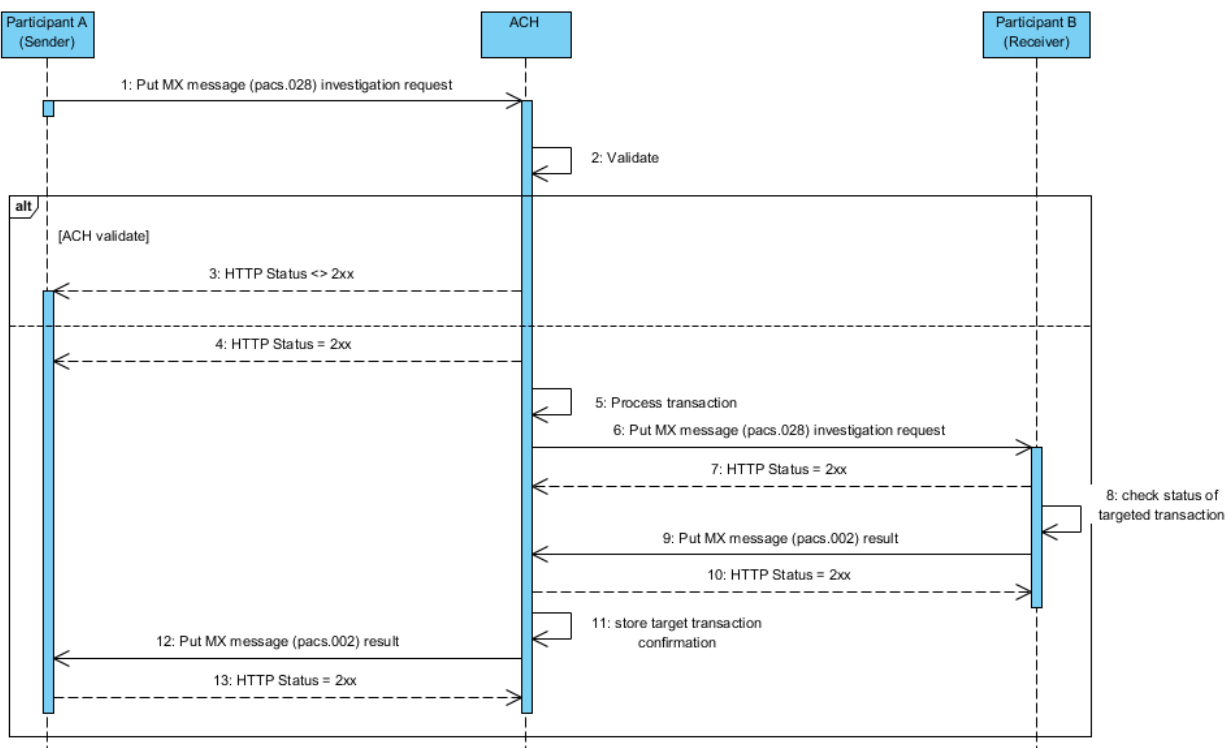 Participant A
(Sender)
ACH
Participant B
(Receiver)
1: Put MX message (pacs.028) investigation request
2: Validate
alt
[ACH validate]
3: HTTP Status <> 2xx
4: HTTP Status = 2xx
5: Process transaction
6: Put MX message (pacs.028) investigation request
7: HTTP Status = 2xx
8: check status of
targeted transaction
9: Put MX message (pacs.002) result
10: HTTP Status = 2xx
11: store target transaction
confirmation
12: Put MX message (pacs.002) result
13: HTTP Status = 2xx